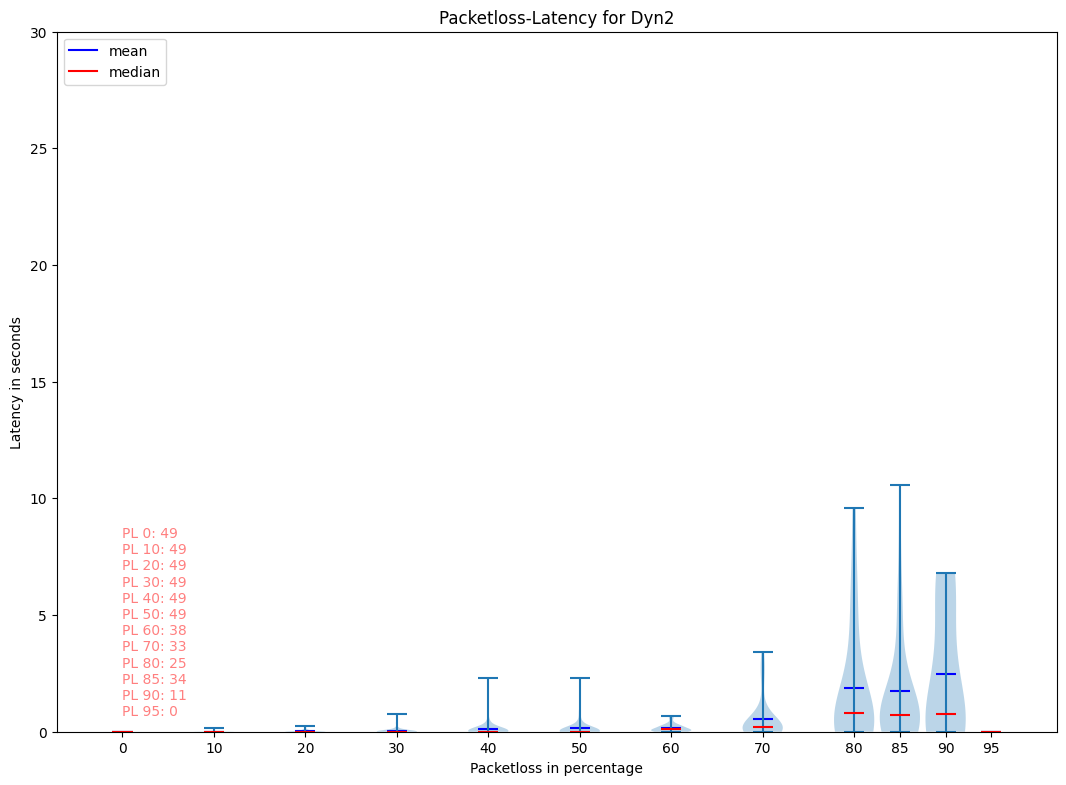 Packetloss-Latency for Dyn2
mean
median
Latency in seconds
30
25
20
15
10
5
0
PL 0: 49
PL 10: 49
PL 20: 49
PL 30: 49
PL 40: 49
PL 50: 49
PL 60: 38
PL 70: 33
PL 80: 25
PL 85: 34
PL 90: 11
PL 95: 0
0 10 20 30 40 50 60 70 80 85 90 95
Packetloss in percentage